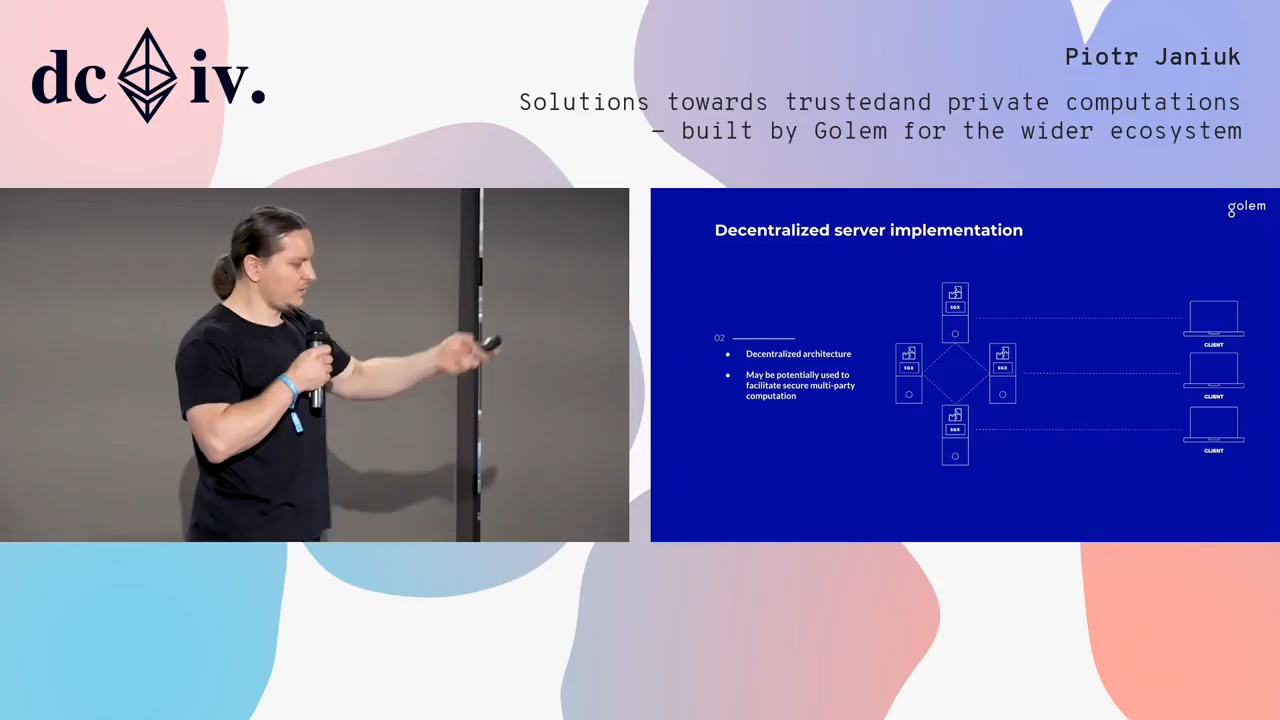 dc iv.
Piotr Janiuk
Solutions towards trustedand private computations
– built by Golem for the wider ecosystem
golem
Decentralized server implementation
02
• Decentralized architecture
• May be potentially used to
facilitate secure multi-party
computation
SGX
SGX
SGX
SGX
CLIENT
CLIENT
CLIENT